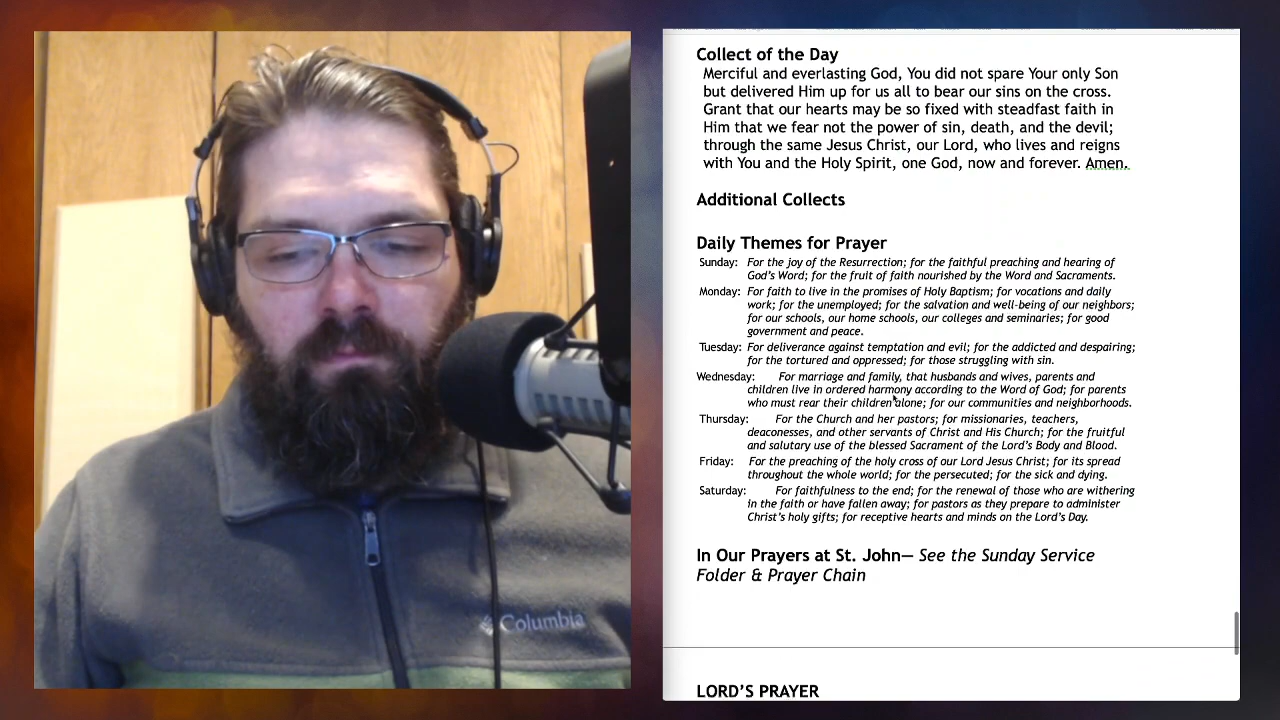 Collect of the Day
Merciful and everlasting God, You did not spare Your only Son
but delivered Him up for us all to bear our sins on the cross.
Grant that our hearts may be so fixed with steadfast faith in
Him that we fear not the power of sin, death, and the devil;
through the same Jesus Christ, our Lord, who lives and reigns
with You and the Holy Spirit, one God, now and forever. Amen.
Additional Collects
Daily Themes for Prayer
Sunday: For the joy of the Resurrection; for the faithful preaching and hearing of
God's Word; for the fruit of faith nourished by the Word and Sacraments.
Monday: For faith to live in the promises of Holy Baptism; for vocations and daily
work; for the unemployed; for the salvation and well-being of our neighbors;
for our schools, our home schools, our colleges and seminaries; for good
government and peace.
Tuesday: For deliverance against temptation and evil; for the addicted and despairing;
for the tortured and oppressed; for those struggling with sin.
Wednesday: For marriage and family, that husbands and wives, parents and
children live in ordered harmony according to the Word of God; for parents
who must rear their children alone; for our communities and neighborhoods.
Thursday: For the Church and her pastors; for missionaries, teachers,
deaconesses, and other servants of Christ and His Church; for the fruitful
and salutary use of the blessed Sacrament of the Lord's Body and Blood.
Friday: For the preaching of the holy cross of our Lord Jesus Christ; for its spread
throughout the whole world; for the persecuted; for the sick and dying.
Saturday: For faithfulness to the end; for the renewal of those who are withering
in the faith or have fallen away; for pastors as they prepare to administer
Christ's holy gifts; for receptive hearts and minds on the Lord's Day.
In Our Prayers at St. John— See the Sunday Service
Folder & Prayer Chain
LORD'S PRAYER
Columbia